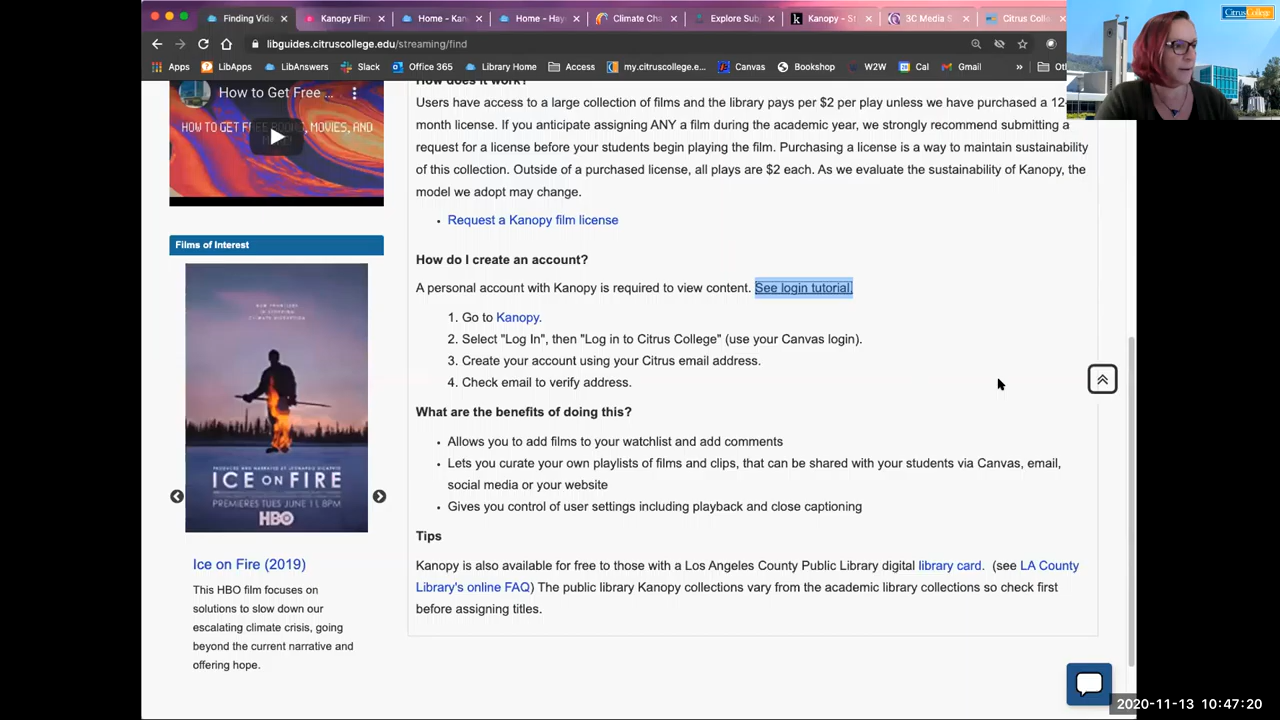 Finding Vide
Kanopy Film
Home - Kan
Home - Hay
Climate Cha
Explore Sub
Kanopy - St
3C Media S
Citrus Colle
CitrusCollege
libguides.citruscollege.edu/streaming/find
Apps
LibApps
LibAnswers
Slack
Office 365
Library Home
Access
my.citruscollege.e...
Canvas
Bookshop
W2W
Cal
Gmail
»
How does it work?
Users have access to a large collection of films and the library pays per $2 per play unless we have purchased a 12-
month license. If you anticipate assigning ANY a film during the academic year, we strongly recommend submitting a
request for a license before your students begin playing the film. Purchasing a license is a way to maintain sustainability
of this collection. Outside of a purchased license, all plays are $2 each. As we evaluate the sustainability of Kanopy, the
model we adopt may change.
• Request a Kanopy film license
How do I create an account?
A personal account with Kanopy is required to view content. See login tutorial.
1. Go to Kanopy.
2. Select "Log In", then "Log in to Citrus College" (use your Canvas login).
3. Create your account using your Citrus email address.
4. Check email to verify address.
What are the benefits of doing this?
• Allows you to add films to your watchlist and add comments
• Lets you curate your own playlists of films and clips, that can be shared with your students via Canvas, email,
social media or your website
• Gives you control of user settings including playback and close captioning
Tips
Kanopy is also available for free to those with a Los Angeles County Public Library digital library card. (see LA County
Library's online FAQ) The public library Kanopy collections vary from the academic library collections so check first
before assigning titles.
How to Get Free ...
HOW TO GET FREE BOOKS, MOVIES, AND
Films of Interest
PRODUCED AND NARRATED BY LEONARDO DICAPRIO
ICE ON FIRE
PREMIERES TUES JUNE 11, 8PM
HBO
Ice on Fire (2019)
This HBO film focuses on
solutions to slow down our
escalating climate crisis, going
beyond the current narrative and
offering hope.
2020-11-13 10:47:20